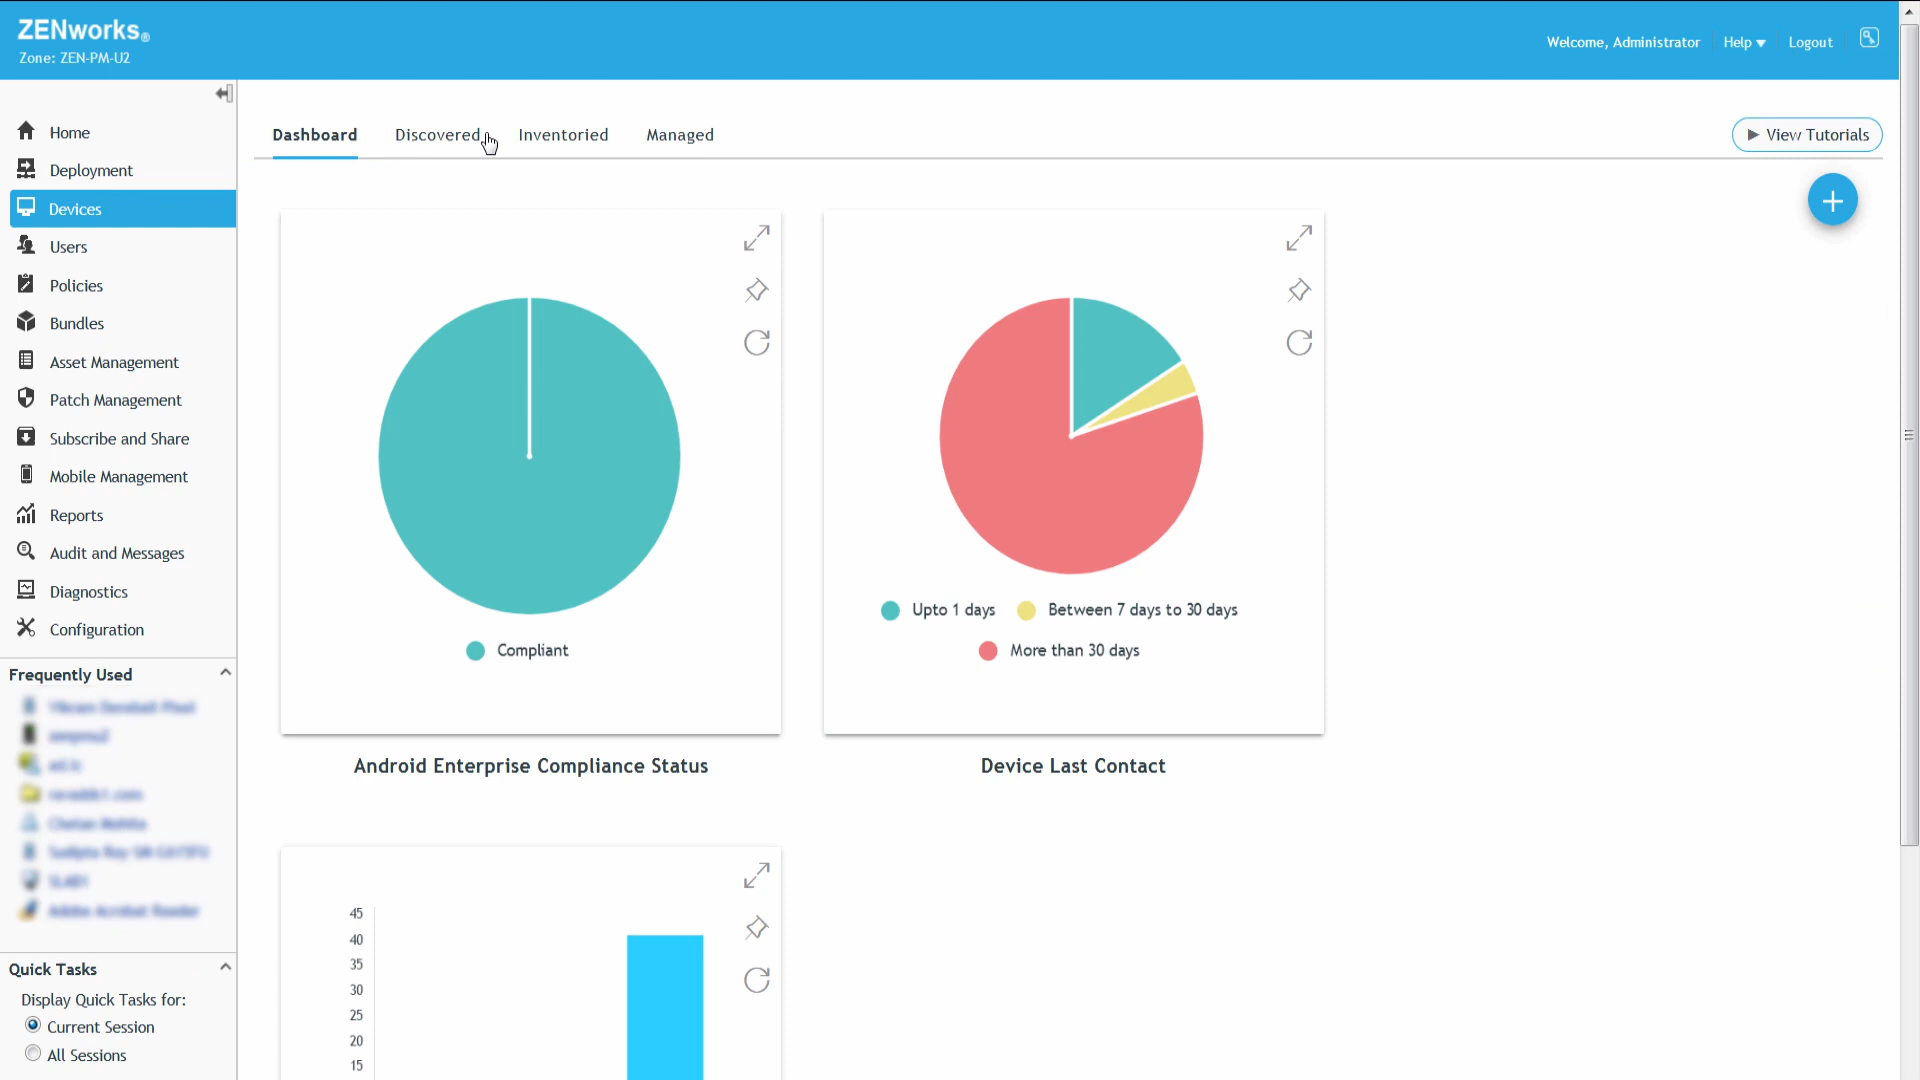 ZENworks®
Zone: ZEN-PM-U2
Welcome, Administrator
Help
Logout
Home
Deployment
Devices
Users
Policies
Bundles
Asset Management
Patch Management
Subscribe and Share
Mobile Management
Reports
Audit and Messages
Diagnostics
Configuration
Frequently Used
Adobe Acrobat Reader
Quick Tasks
Display Quick Tasks for:
Current Session
All Sessions
Dashboard Discovered Inventoried Managed
View Tutorials
Compliant
Android Enterprise Compliance Status
Upto 1 days Between 7 days to 30 days
More than 30 days
Device Last Contact
45
40
35
30
25
20
15